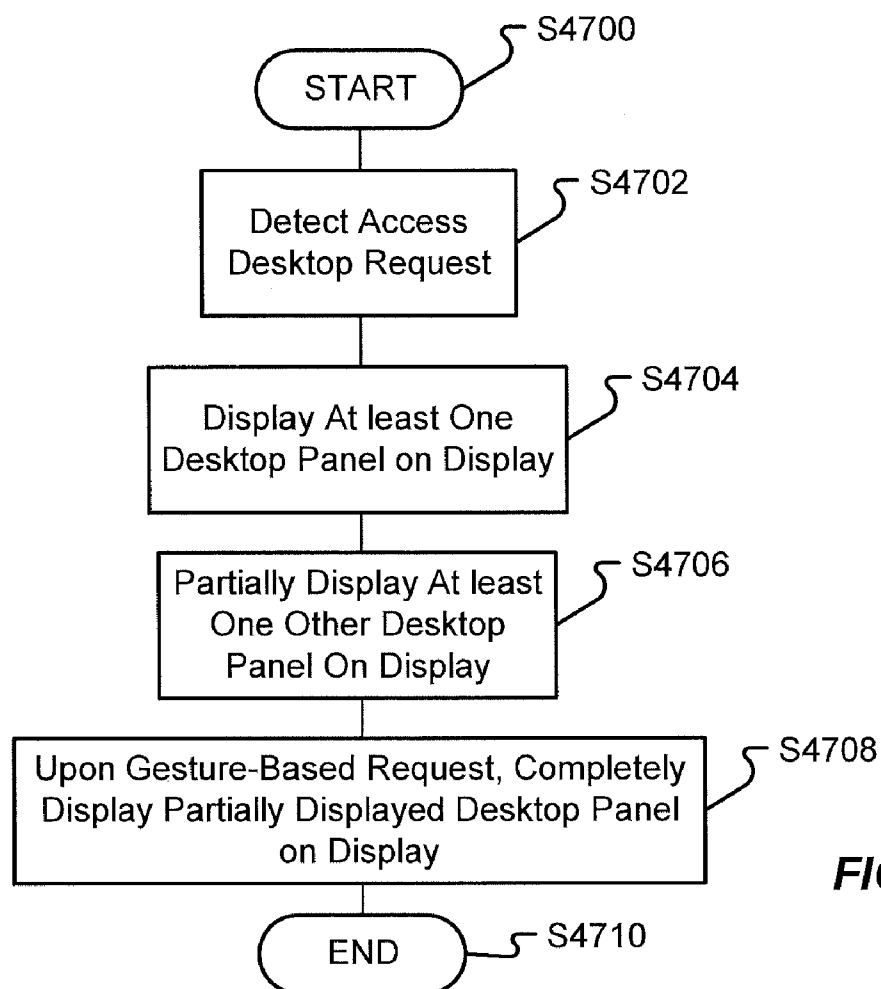 S4700
START
S4702
Detect Access
Desktop Request
S4704
Display At least One
Desktop Panel on Display
S4706
Partially Display At least
One Other Desktop
Panel On Display
S4708
Upon Gesture-Based Request, Completely
Display Partially Displayed Desktop Panel
on Display
END
S4710